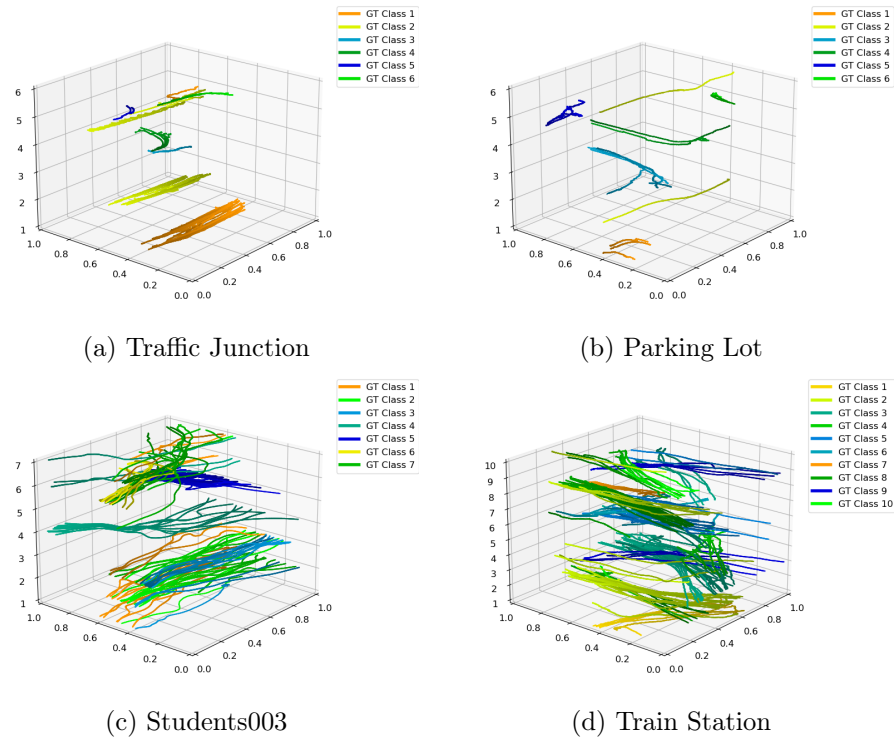 GT Class 1
GT Class 2
GT Class 3
GT Class 4
GT Class 5
GT Class 6
6
5
4
3
2
1
1.0
0.8
0.6
0.4
0.2
0.0
0.0
0.2
0.4
0.6
0.8
1.0
(a) Traffic Junction
GT Class 1
GT Class 2
GT Class 3
GT Class 4
GT Class 5
GT Class 6
6
5
4
3
2
1
1.0
0.8
0.6
0.4
0.2
0.0
0.0
0.2
0.4
0.6
0.8
1.0
(b) Parking Lot
GT Class 1
GT Class 2
GT Class 3
GT Class 4
GT Class 5
GT Class 6
GT Class 7
7
6
5
4
3
2
1
1.0
0.8
0.6
0.4
0.2
0.0
0.0
0.2
0.4
0.6
0.8
1.0
(c) Students003
GT Class 1
GT Class 2
GT Class 3
GT Class 4
GT Class 5
GT Class 6
GT Class 7
GT Class 8
GT Class 9
GT Class 10
10
9
8
7
6
5
4
3
2
1
1.0
0.8
0.6
0.4
0.2
0.0
0.0
0.2
0.4
0.6
0.8
1.0
(d) Train Station